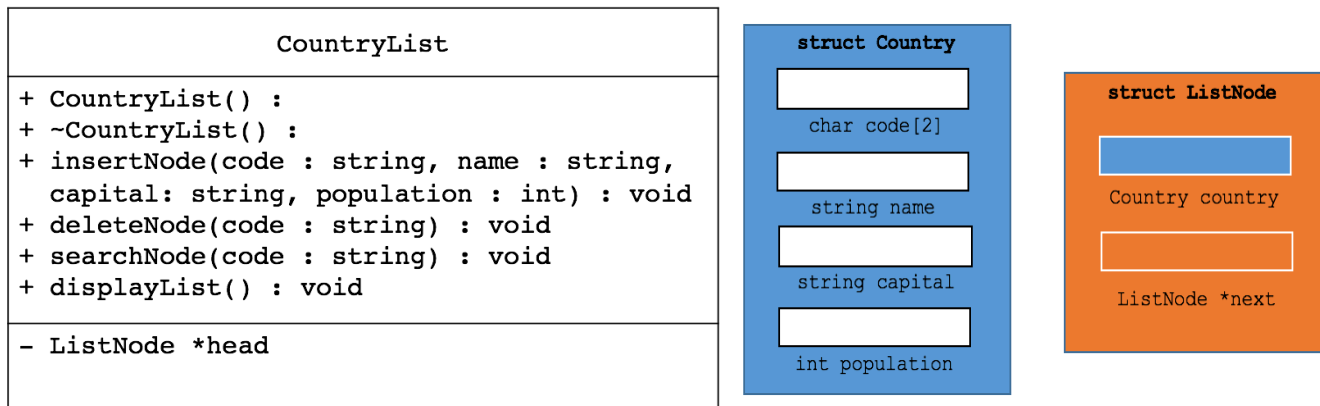 CountryList
+ CountryList() :
+ ~CountryList() :
+ insertNode(code : string, name : string,
capital: string, population : int) : void
+ deleteNode(code : string) : void
+ searchNode(code : string) : void
+ displayList() : void
- ListNode *head
struct Country
char code[2]
string name
string capital
int population
struct ListNode
Country country
ListNode *next